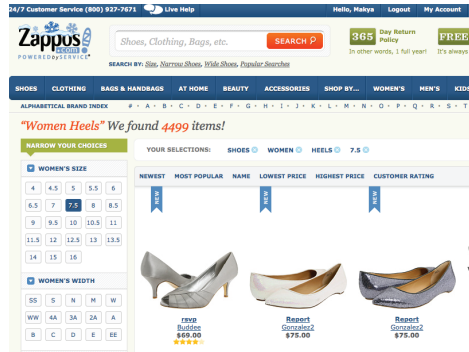 24/7 Customer Service (800) 927-7671
Live Help
Hello, Makya
Logout
My Account
Zappos
.com
POWERED by SERVICE
Shoes, Clothing, Bags, etc.
SEARCH
365 Day Return Policy
In other words, 1 full year!
FREE
It's always
SEARCH BY: Size, Narrow Shoes, Wide Shoes, Popular Searches
SHOES CLOTHING BAGS & HANDBAGS AT HOME BEAUTY ACCESSORIES SHOP BY... WOMEN'S MEN'S KIDS
ALPHABETICAL BRAND INDEX # • A • B • C • D • E • F • G • H • I • J • K • L • M • N • O • P • Q • R • S • T
"Women Heels" We found 4499 items!
NARROW YOUR CHOICES
YOUR SELECTIONS: SHOES WOMEN HEELS 7.5
WOMEN'S SIZE
4 4.5 5 5.5 6
6.5 7 7.5 8 8.5
9 9.5 10 10.5 11
11.5 12 12.5 13 13.5
14 15 16
WOMEN'S WIDTH
SS S N M W
WW 4A 3A 2A A
B C D E EE
NEWEST MOST POPULAR NAME LOWEST PRICE HIGHEST PRICE CUSTOMER RATING
NEW
NEW
NEW
rsvp
Buddee
$69.00
Report
Gonzalez2
$75.00
Report
Gonzalez2
$75.00